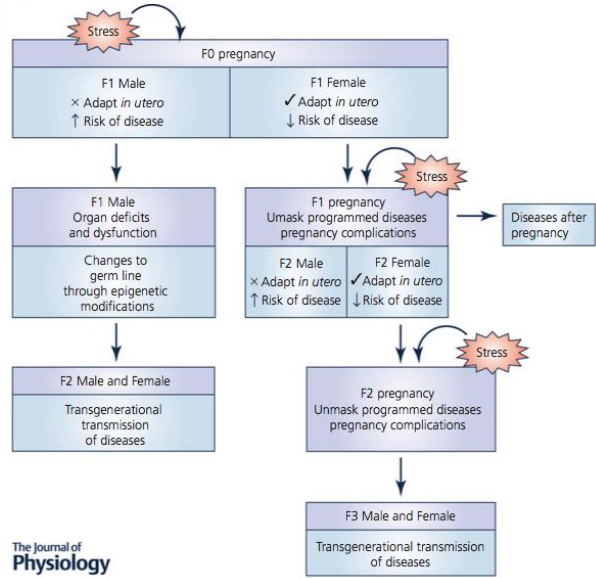 Stress
F0 pregnancy
F1 Male
× Adapt in utero
↑ Risk of disease
F1 Female
✓Adapt in utero
↓ Risk of disease
Stress
F1 Male
Organ deficits
and dysfunction
Changes to
germ line
through epigenetic
modifications
F1 pregnancy
Umask programmed diseases
pregnancy complications
F2 Male
× Adapt in utero
↑ Risk of disease
F2 Female
✓Adapt in utero
↓ Risk of disease
Diseases after
pregnancy
Stress
F2 Male and Female
Transgenerational
transmission
of diseases
F2 pregnancy
Unmask programmed diseases
pregnancy complications
F3 Male and Female
Transgenerational transmission
of diseases
The Journal of
Physiology